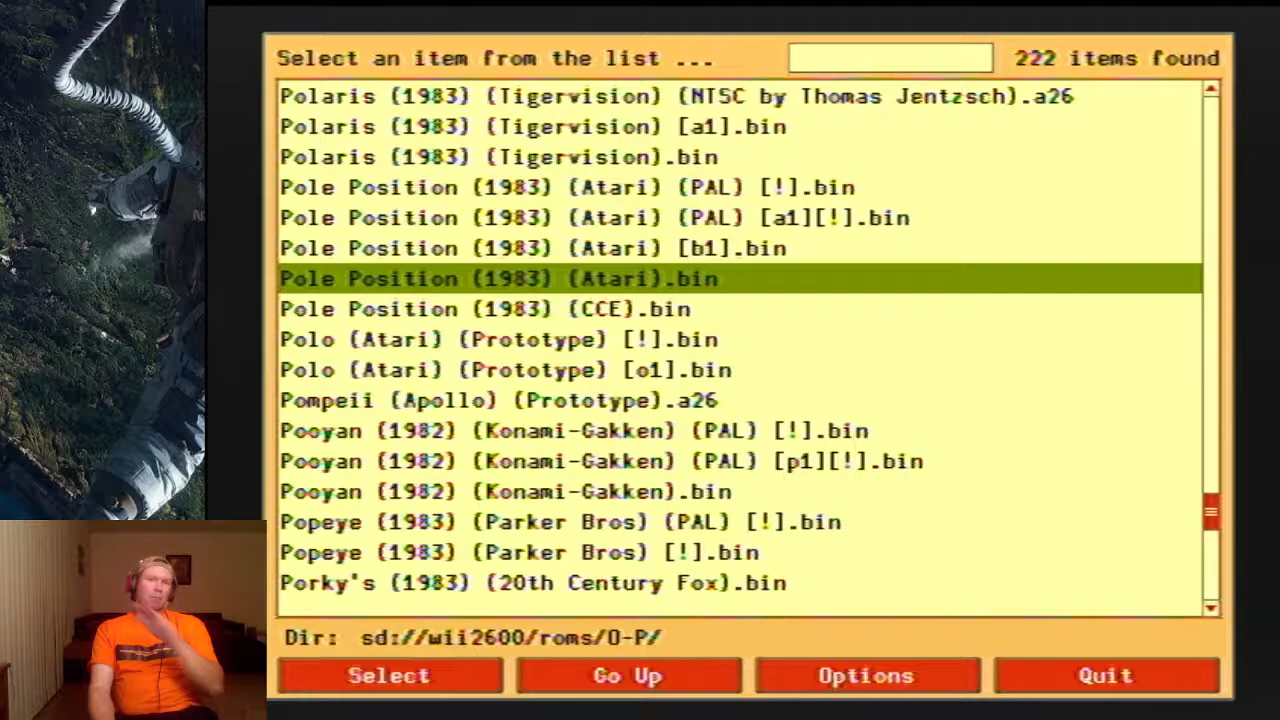 Select an item from the list ... 222 items found
Polaris (1983) (Tigervision) (NTSC by Thomas Jentzsch).a26
Polaris (1983) (Tigervision) [a1].bin
Polaris (1983) (Tigervision).bin
Pole Position (1983) (Atari) (PAL) [!].bin
Pole Position (1983) (Atari) (PAL) [a1][!].bin
Pole Position (1983) (Atari) [b1].bin
Pole Position (1983) (Atari).bin
Pole Position (1983) (CCE).bin
Polo (Atari) (Prototype) [!].bin
Polo (Atari) (Prototype) [o1].bin
Pompeii (Apollo) (Prototype).a26
Pooyan (1982) (Konami-Gakken) (PAL) [!].bin
Pooyan (1982) (Konami-Gakken) (PAL) [p1][!].bin
Pooyan (1982) (Konami-Gakken).bin
Popeye (1983) (Parker Bros) (PAL) [!].bin
Popeye (1983) (Parker Bros) [!].bin
Porky's (1983) (20th Century Fox).bin
Dir: sd://wii2600/roms/O-P/
Select Go Up Options Quit